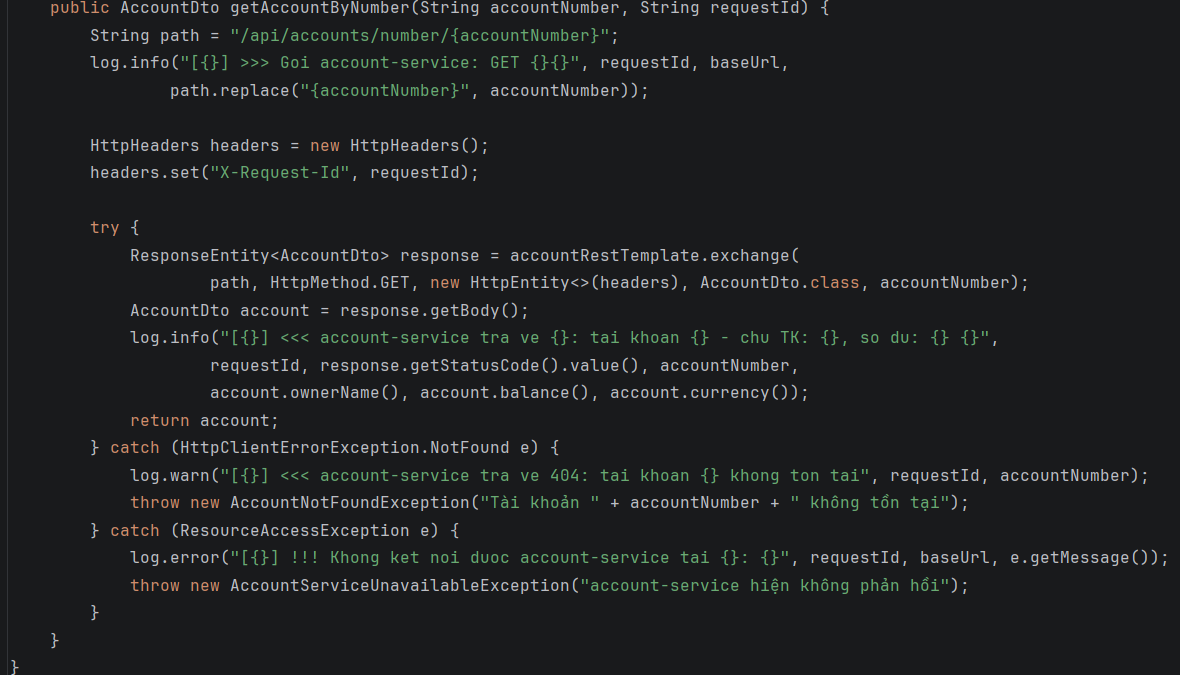 public AccountDto getAccountByNumber(String accountNumber, String requestId) {
String path = "/api/accounts/number/{accountNumber}";
log.info("[{}] >>> Goi account-service: GET {}{}", requestId, baseUrl,
path.replace("{accountNumber}", accountNumber));
HttpHeaders headers = new HttpHeaders();
headers.set("X-Request-Id", requestId);
try {
ResponseEntity<AccountDto> response = accountRestTemplate.exchange(
path, HttpMethod.GET, new HttpEntity<>(headers), AccountDto.class, accountNumber);
AccountDto account = response.getBody();
log.info("[{}] <<< account-service tra ve {}: tai khoan {} - chu TK: {}, so du: {} {}",
requestId, response.getStatusCode().value(), accountNumber,
account.ownerName(), account.balance(), account.currency());
return account;
} catch (HttpClientErrorException.NotFound e) {
log.warn("[{}] <<< account-service tra ve 404: tai khoan {} khong ton tai", requestId, accountNumber);
throw new AccountNotFoundException("Tài khoản " + accountNumber + " không tồn tại");
} catch (ResourceAccessException e) {
log.error("[{}] !!! Khong ket noi duoc account-service tai {}: {}", requestId, baseUrl, e.getMessage());
throw new AccountServiceUnavailableException("account-service hiện không phản hồi");
}
}
}